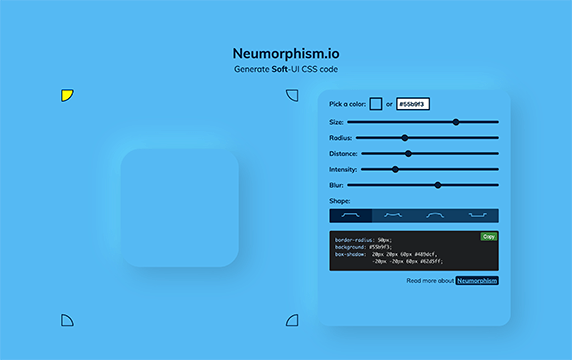 Neumorphism.io
Generate Soft-UI CSS code
Pick a color: or #55b9f3
Size:
Radius:
Distance:
Intensity:
Blur:
Shape:
Copy
border-radius: 50px;
background: #55b9f3;
box-shadow: 20px 20px 60px #489dcf,
-20px -20px 60px #62d5ff;
Read more about Neumorphism